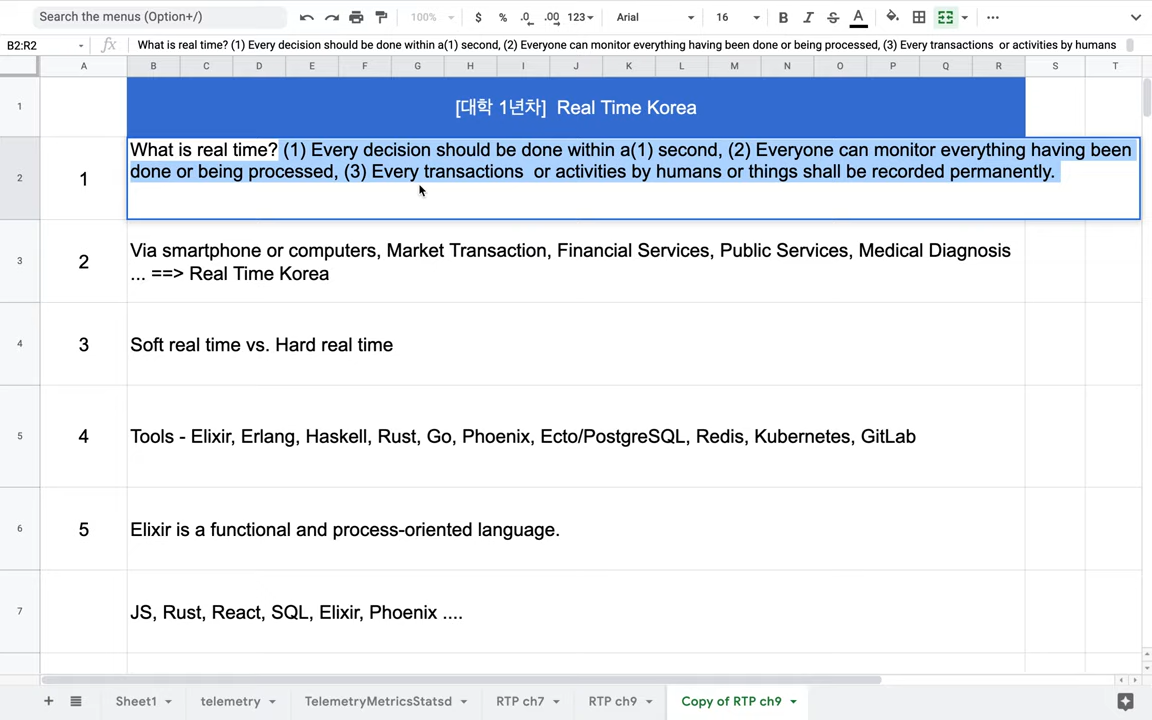 Search the menus (Option+/)
100%
$ % .0 .00 123
Arial
16
B I S A
B2:R2
fx
What is real time? (1) Every decision should be done within a(1) second, (2) Everyone can monitor everything having been done or being processed, (3) Every transactions or activities by humans
A B C D E F G H I J K L M N O P Q R S T
1
[대학 1년차] Real Time Korea
2
1
What is real time? (1) Every decision should be done within a(1) second, (2) Everyone can monitor everything having been
done or being processed, (3) Every transactions or activities by humans or things shall be recorded permanently.
3
2
Via smartphone or computers, Market Transaction, Financial Services, Public Services, Medical Diagnosis
... ==> Real Time Korea
4
3
Soft real time vs. Hard real time
5
4
Tools - Elixir, Erlang, Haskell, Rust, Go, Phoenix, Ecto/PostgreSQL, Redis, Kubernetes, GitLab
6
5
Elixir is a functional and process-oriented language.
7
JS, Rust, React, SQL, Elixir, Phoenix ....
Sheet1
telemetry
TelemetryMetricsStatsd
RTP ch7
RTP ch9
Copy of RTP ch9